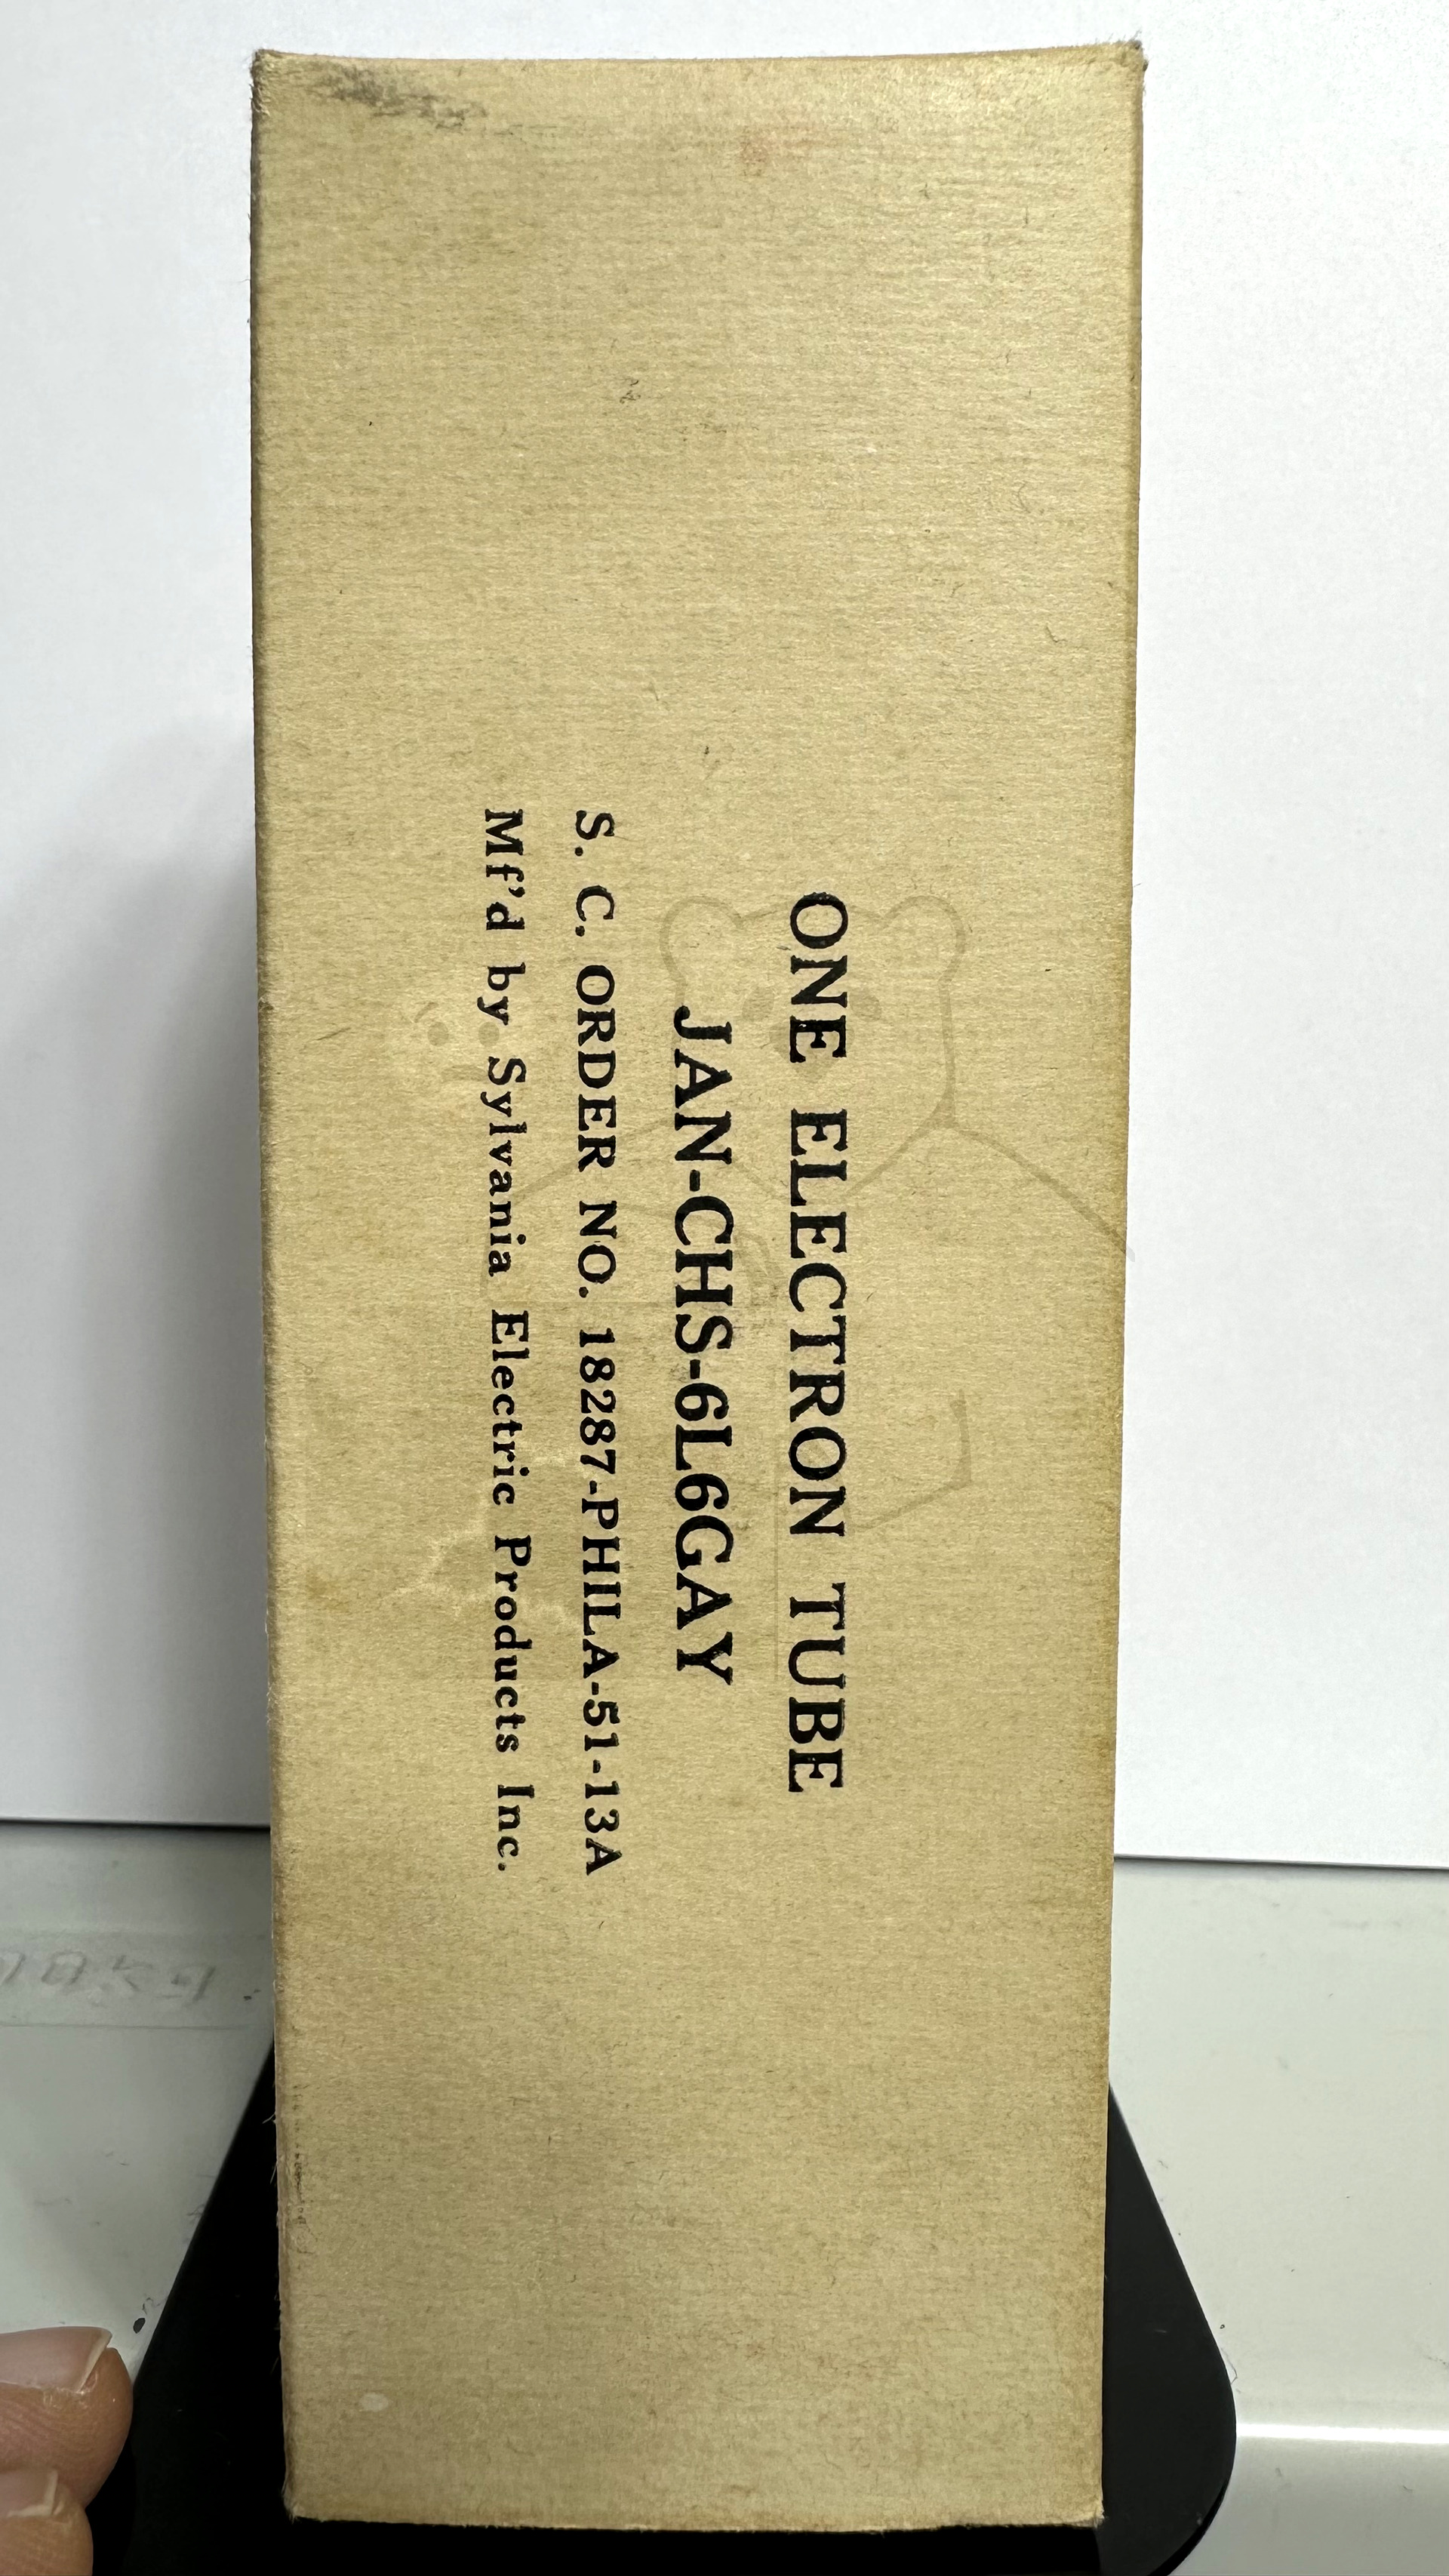 ONE ELECTRON TUBE
JAN-CHS-6L6GAY
S. C. ORDER NO. 18287-PHILA-51-13A
Mf'd by Sylvania Electric Products Inc.